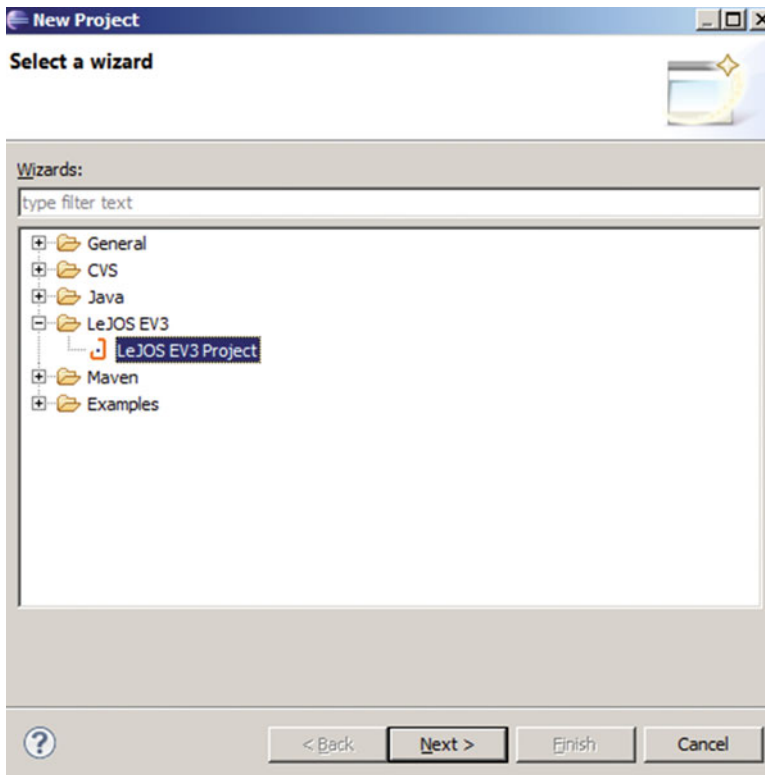 New Project
Select a wizard
Wizards:
type filter text
General
CVS
Java
LeJOS EV3
LeJOS EV3 Project
Maven
Examples
? < Back Next > Finish Cancel